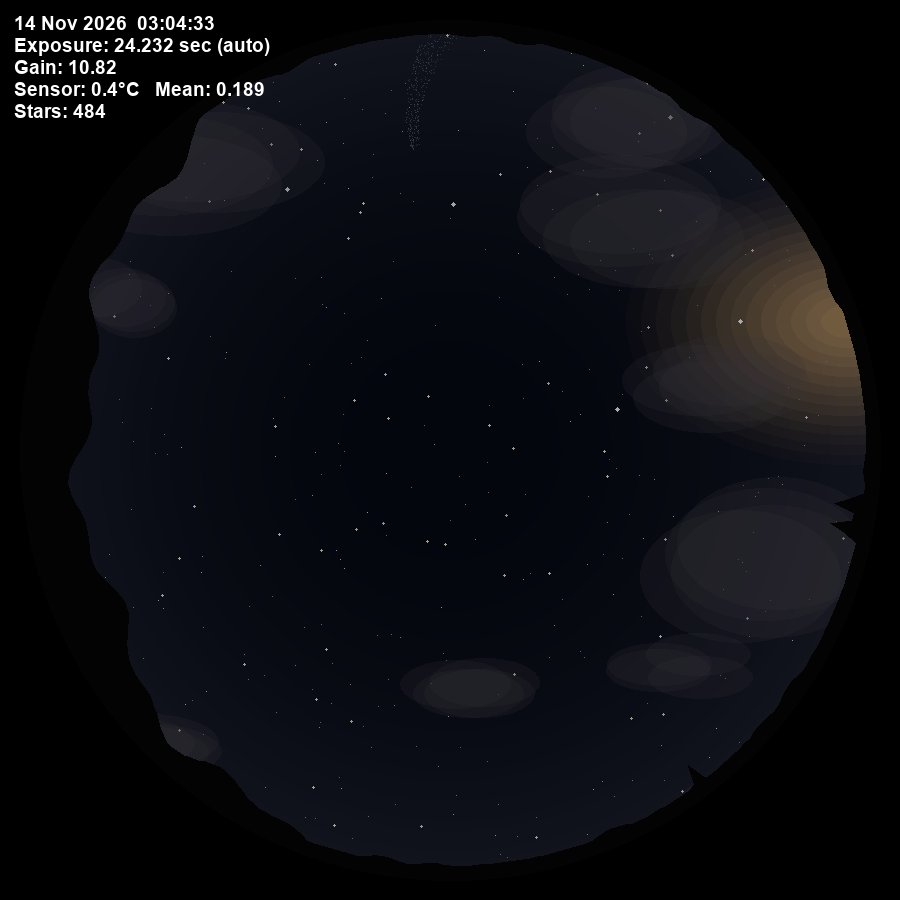 14 Nov 2026  03:04:33
Exposure: 24.232 sec (auto)
Gain: 10.82
Sensor: 0.4°C   Mean: 0.189
Stars: 484